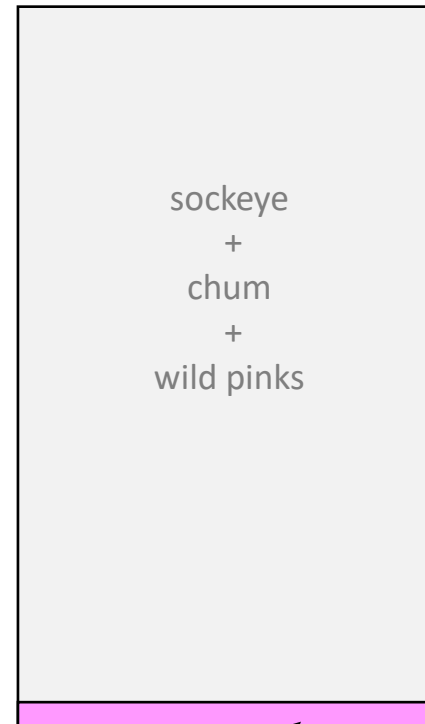 sockeye
+
chum
+
wild pinks